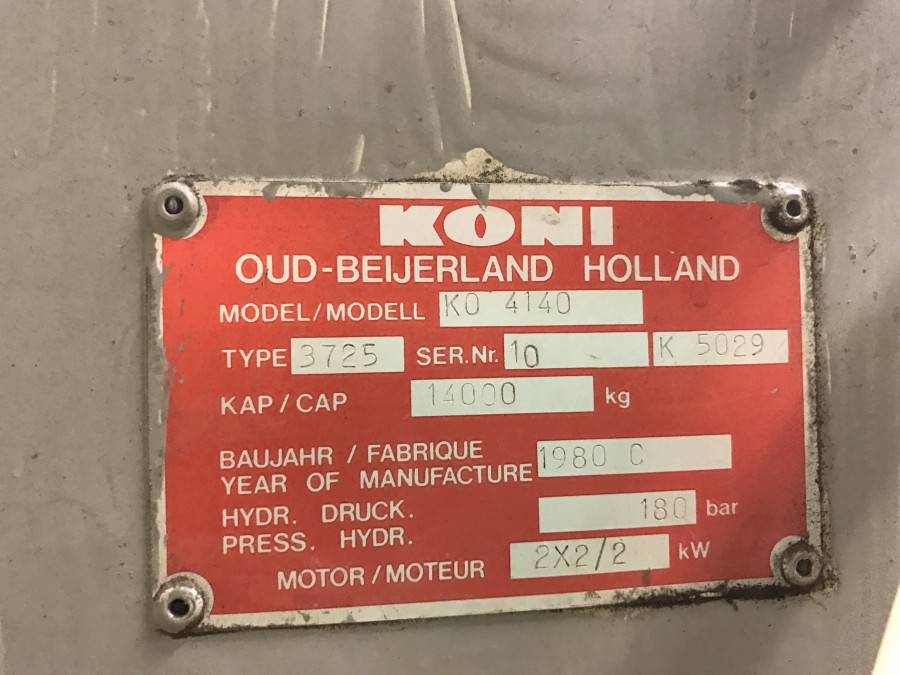 KONI
OUD-BEIJERLAND HOLLAND
MODEL/MODELL KO 4140
TYPE 3725 SER.Nr. 10 K 5029
KAP/CAP 14000 kg
BAUJAHR / FABRIQUE
YEAR OF MANUFACTURE 1980 C
HYDR. DRUCK.
PRESS. HYDR. 180 bar
MOTOR/MOTEUR 2X2/2 kW